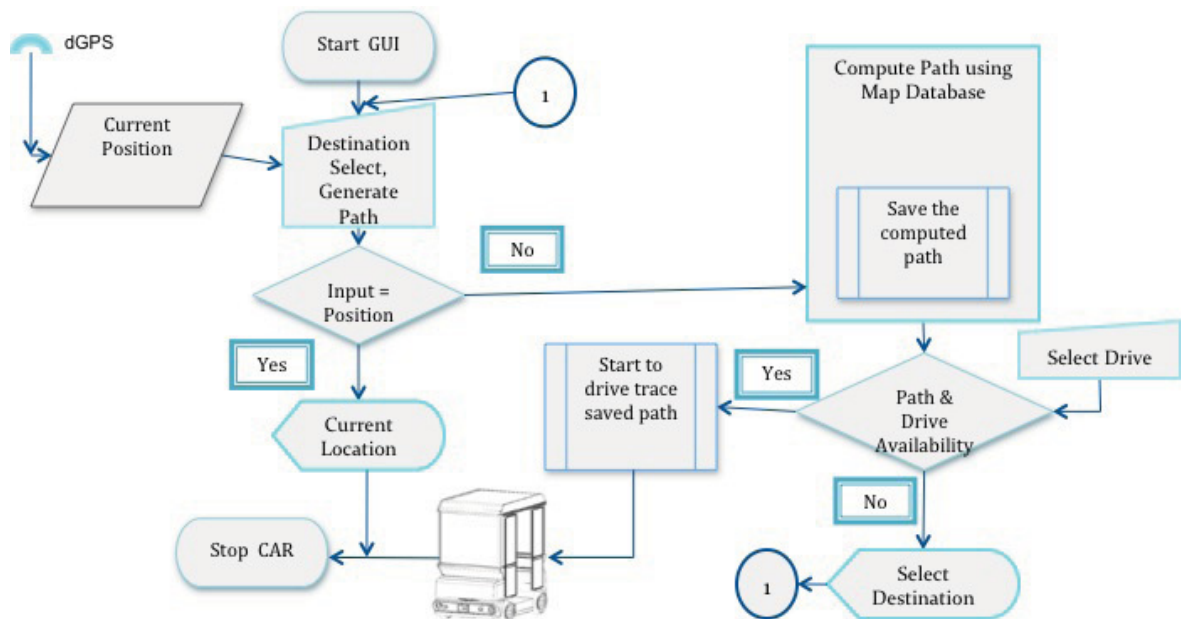 dGPS
Start GUI
1
Current
Position
Destination
Select,
Generate
Path
Compute Path using
Map Database
Save the
computed
path
No
Input =
Position
Yes
Current
Location
Start to
drive trace
saved path
Yes
Select Drive
Path &
Drive
Availability
No
Stop CAR
1
Select
Destination